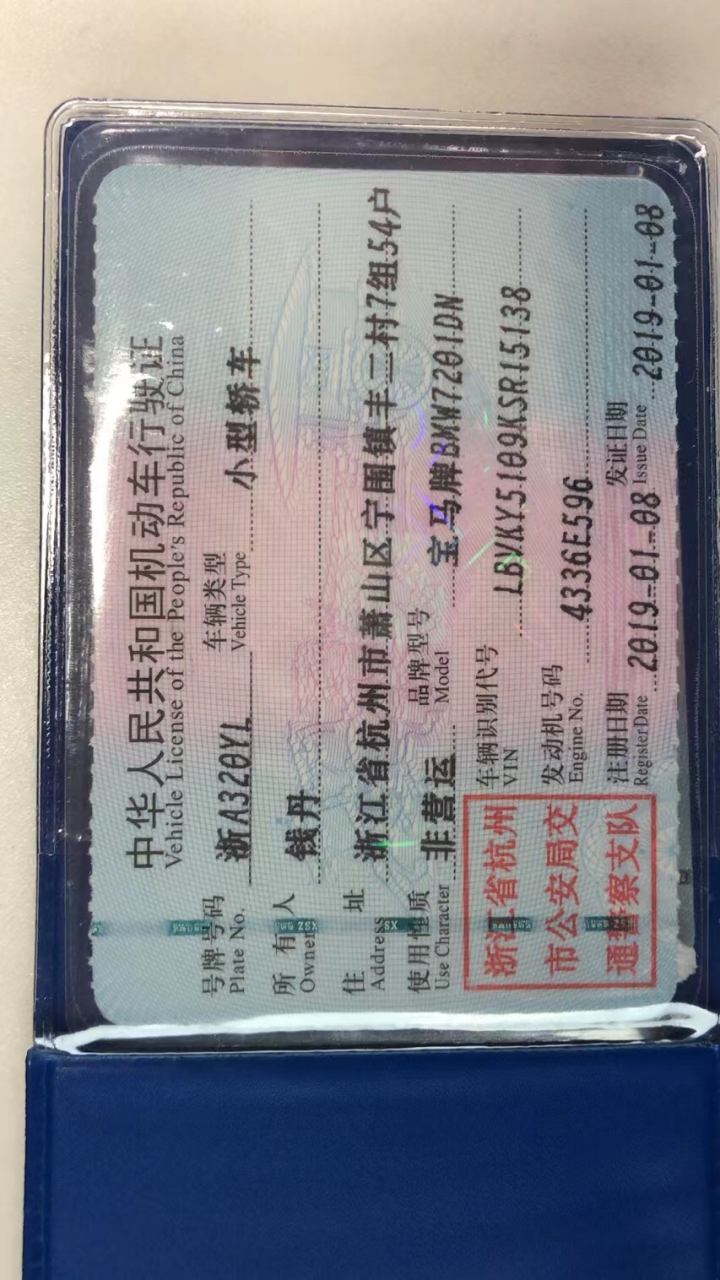 中华人民共和国机动车行驶证
Vehicle License of the People's Republic of China
号牌号码 浙A320YL 车辆类型 小型轿车
Plate No. Vehicle Type
所有人 钱丹
Owner
住址 浙江省杭州市萧山区宁围镇丰二村7组54户
Address
使用性质 非营运 品牌型号 宝马牌BMW7201DN
Use Character Model
浙江省杭州
市公安局交
通警察支队
车辆识别代号 LBVKY5109KSR15138
VIN
发动机号码 4336E596
Engine No.
注册日期 2019-01-08 发证日期 2019-01-08
Register Date Issue Date